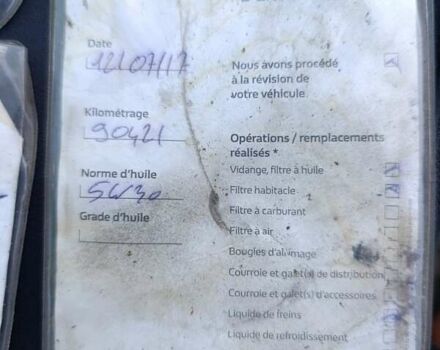 Date
12/07/17
Kilométrage
90421
Norme d'huile
5W30
Grade d'huile
Nous avons procédé
à la révision de
votre véhicule.
Opérations / remplacements
réalisés *
Vidange, filtre à huile
Filtre habitacle
Filtre à carburant
Filtre à air
Bougies d'allumage
Courroie et galet(s) de distribution
Courroie et galet(s) d'accessoires
Liquide de freins
Liquide de refroidissement